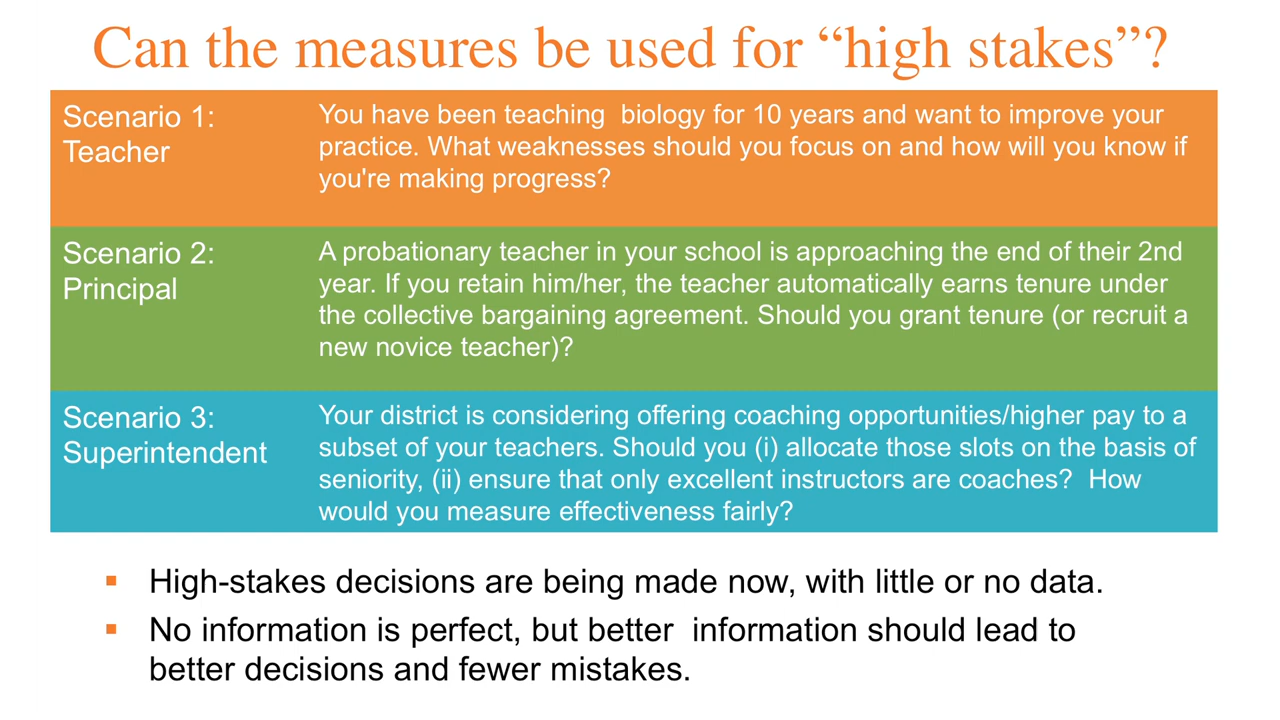 Can the measures be used for “high stakes”?
Scenario 1:
Teacher
You have been teaching  biology for 10 years and want to improve your
practice. What weaknesses should you focus on and how will you know if
you're making progress?
Scenario 2:
Principal
A probationary teacher in your school is approaching the end of their 2nd
year. If you retain him/her, the teacher automatically earns tenure under
the collective bargaining agreement. Should you grant tenure (or recruit a
new novice teacher)?
Scenario 3:
Superintendent
Your district is considering offering coaching opportunities/higher pay to a
subset of your teachers. Should you (i) allocate those slots on the basis of
seniority, (ii) ensure that only excellent instructors are coaches?  How
would you measure effectiveness fairly?
▪ High-stakes decisions are being made now, with little or no data.
▪ No information is perfect, but better  information should lead to
better decisions and fewer mistakes.